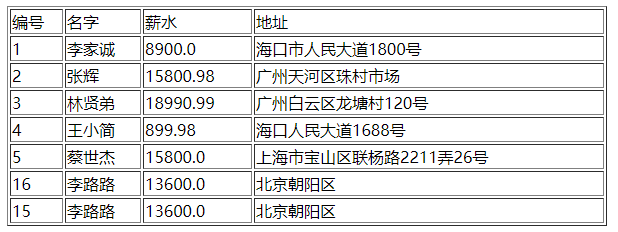 编号 名字 薪水 地址
1 李家诚 8900.0 海口市人民大道1800号
2 张辉 15800.98 广州天河区珠村市场
3 林贤弟 18990.99 广州白云区龙塘村120号
4 王小简 899.98 海口人民大道1688号
5 蔡世杰 15800.0 上海市宝山区联杨路2211弄26号
16 李路路 13600.0 北京朝阳区
15 李路路 13600.0 北京朝阳区